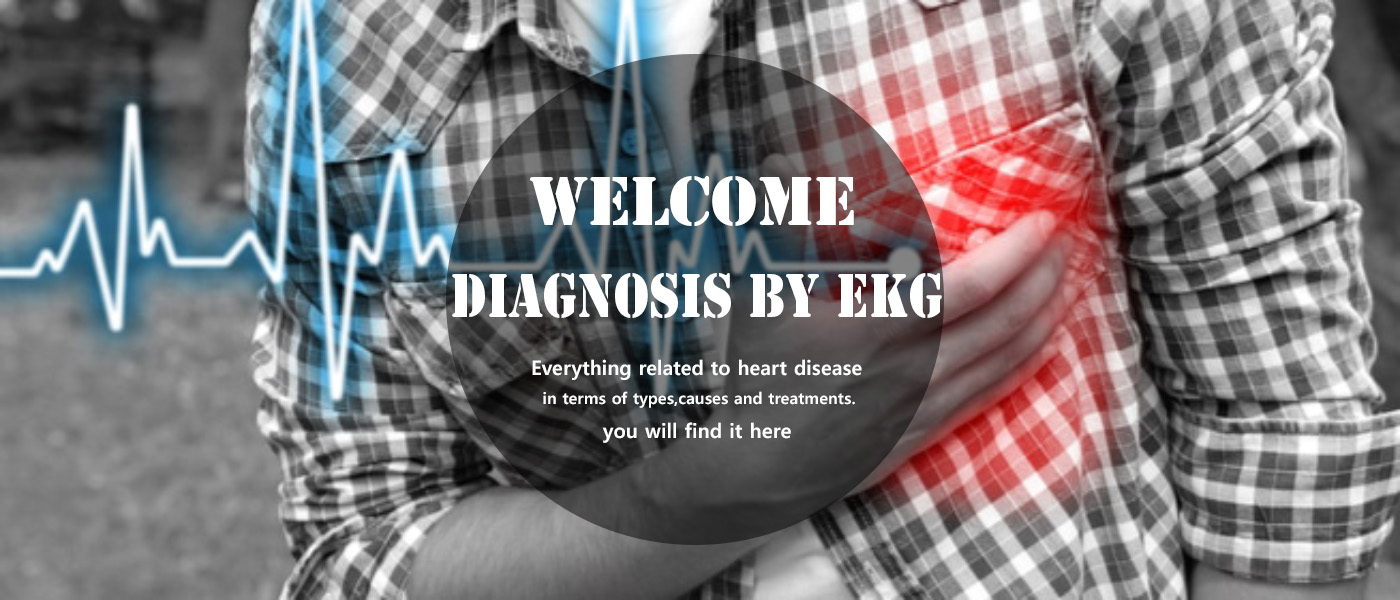 WELCOME
DIAGNOSIS BY EKG
Everything related to heart disease
in terms of types,causes and treatments.
you will find it here